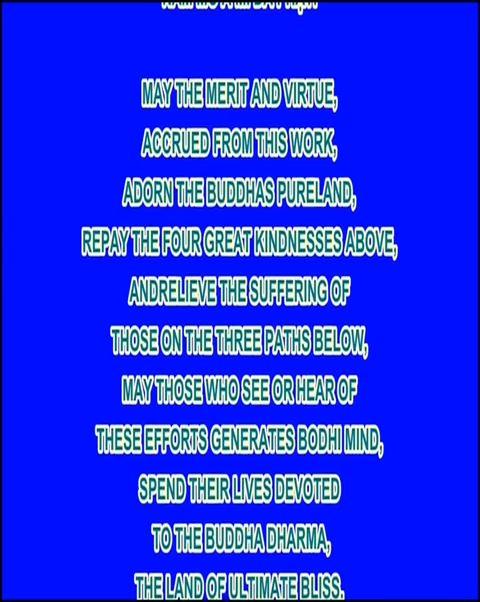 MAY THE MERIT AND VIRTUE,
ACCRUED FROM THIS WORK,
ADORN THE BUDDHAS PURELAND,
REPAY THE FOUR GREAT KINDNESSES ABOVE,
ANDRELIEVE THE SUFFERING OF
THOSE ON THE THREE PATHS BELOW,
MAY THOSE WHO SEE OR HEAR OF
THESE EFFORTS GENERATES BODHI MIND,
SPEND THEIR LIVES DEVOTED
TO THE BUDDHA DHARMA,
THE LAND OF ULTIMATE BLISS.